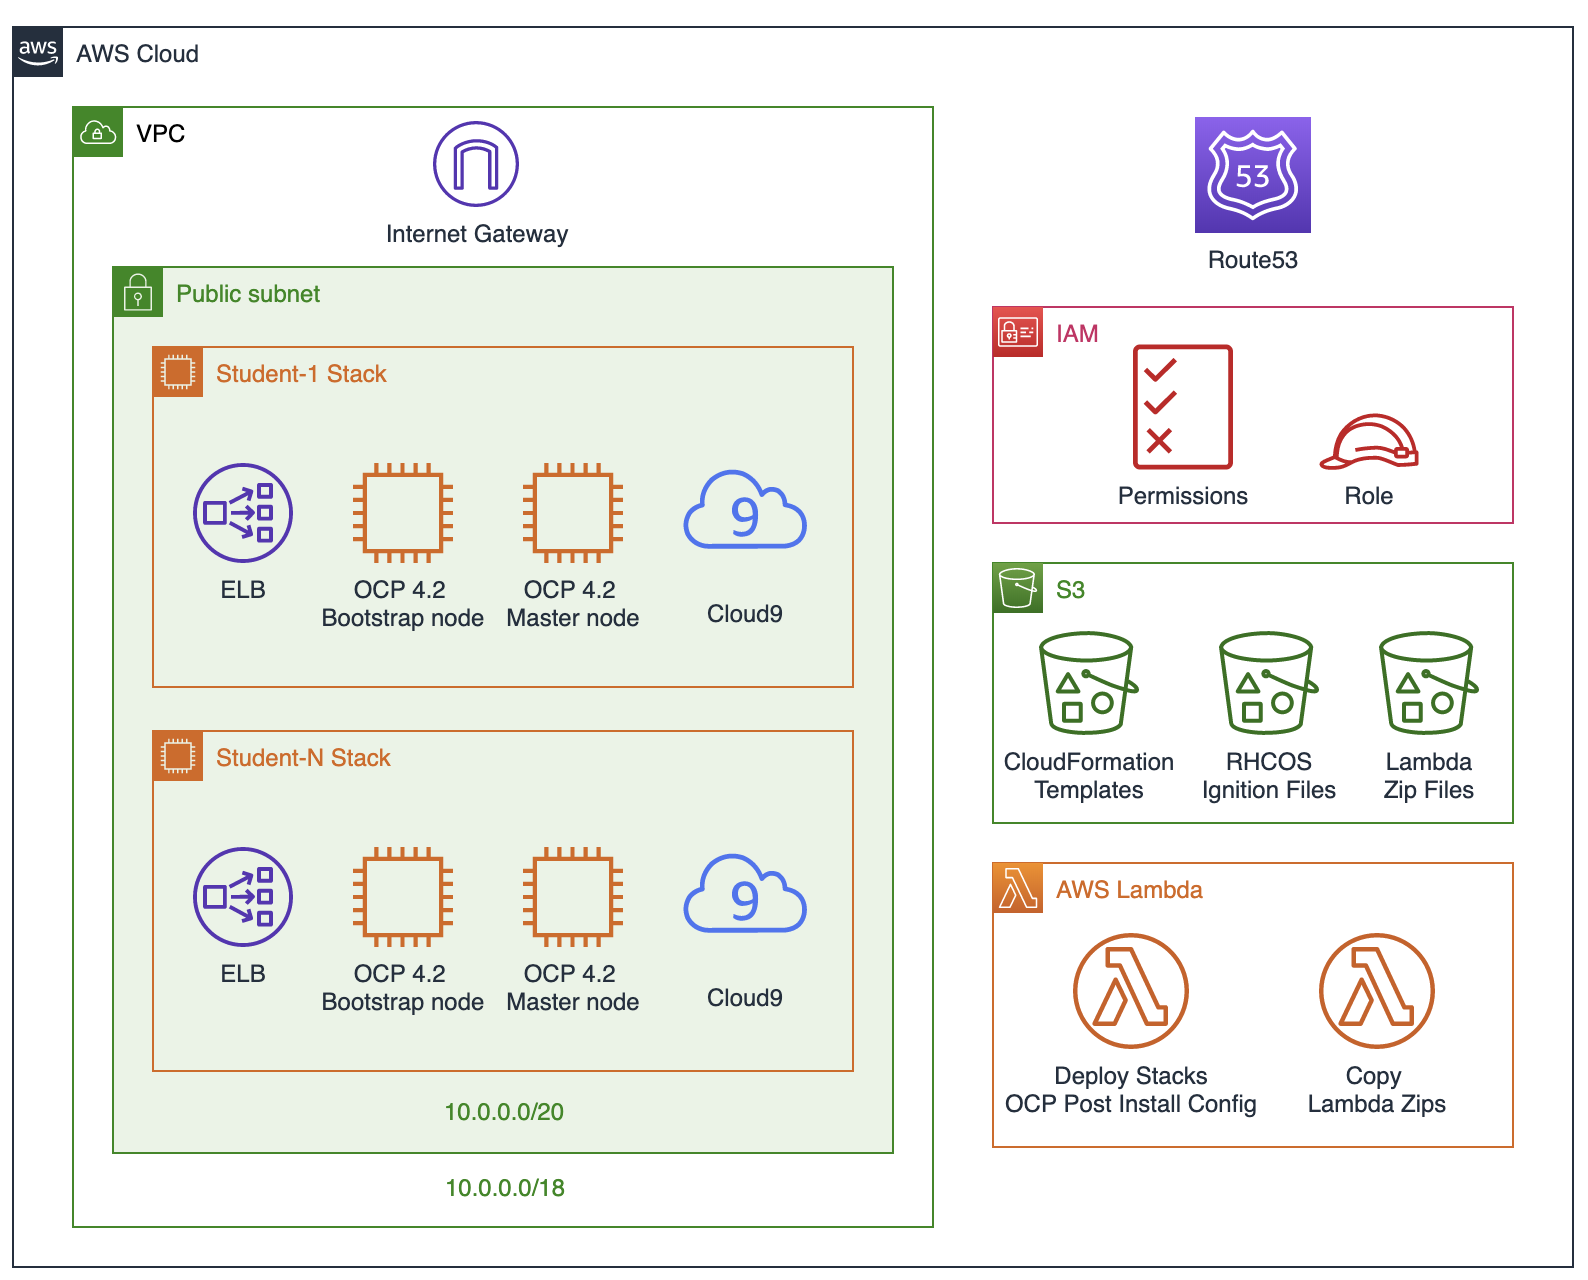 aws
AWS Cloud
VPC
Internet Gateway
Public subnet
Student-1 Stack
ELB
OCP 4.2
Bootstrap node
OCP 4.2
Master node
9
Cloud9
Student-N Stack
ELB
OCP 4.2
Bootstrap node
OCP 4.2
Master node
9
Cloud9
10.0.0.0/20
10.0.0.0/18
53
Route53
IAM
Permissions
Role
S3
CloudFormation
Templates
RHCOS
Ignition Files
Lambda
Zip Files
AWS Lambda
Deploy Stacks
OCP Post Install Config
Copy
Lambda Zips